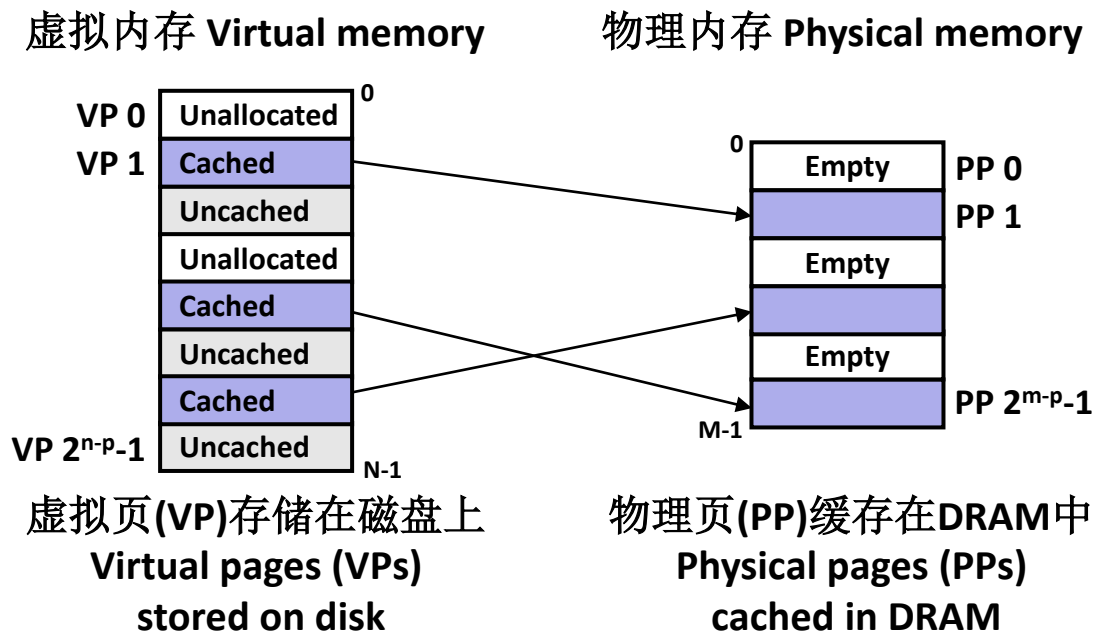 虚拟内存 Virtual memory
物理内存 Physical memory
0
VP 0 Unallocated
VP 1 Cached
Uncached
Unallocated
Cached
Uncached
Cached
VP 2ⁿ⁻ᵖ-1 Uncached
N-1
0
Empty PP 0
PP 1
Empty
Empty
PP 2ᵐ⁻ᵖ-1
M-1
虚拟页(VP)存储在磁盘上
Virtual pages (VPs)
stored on disk
物理页(PP)缓存在DRAM中
Physical pages (PPs)
cached in DRAM